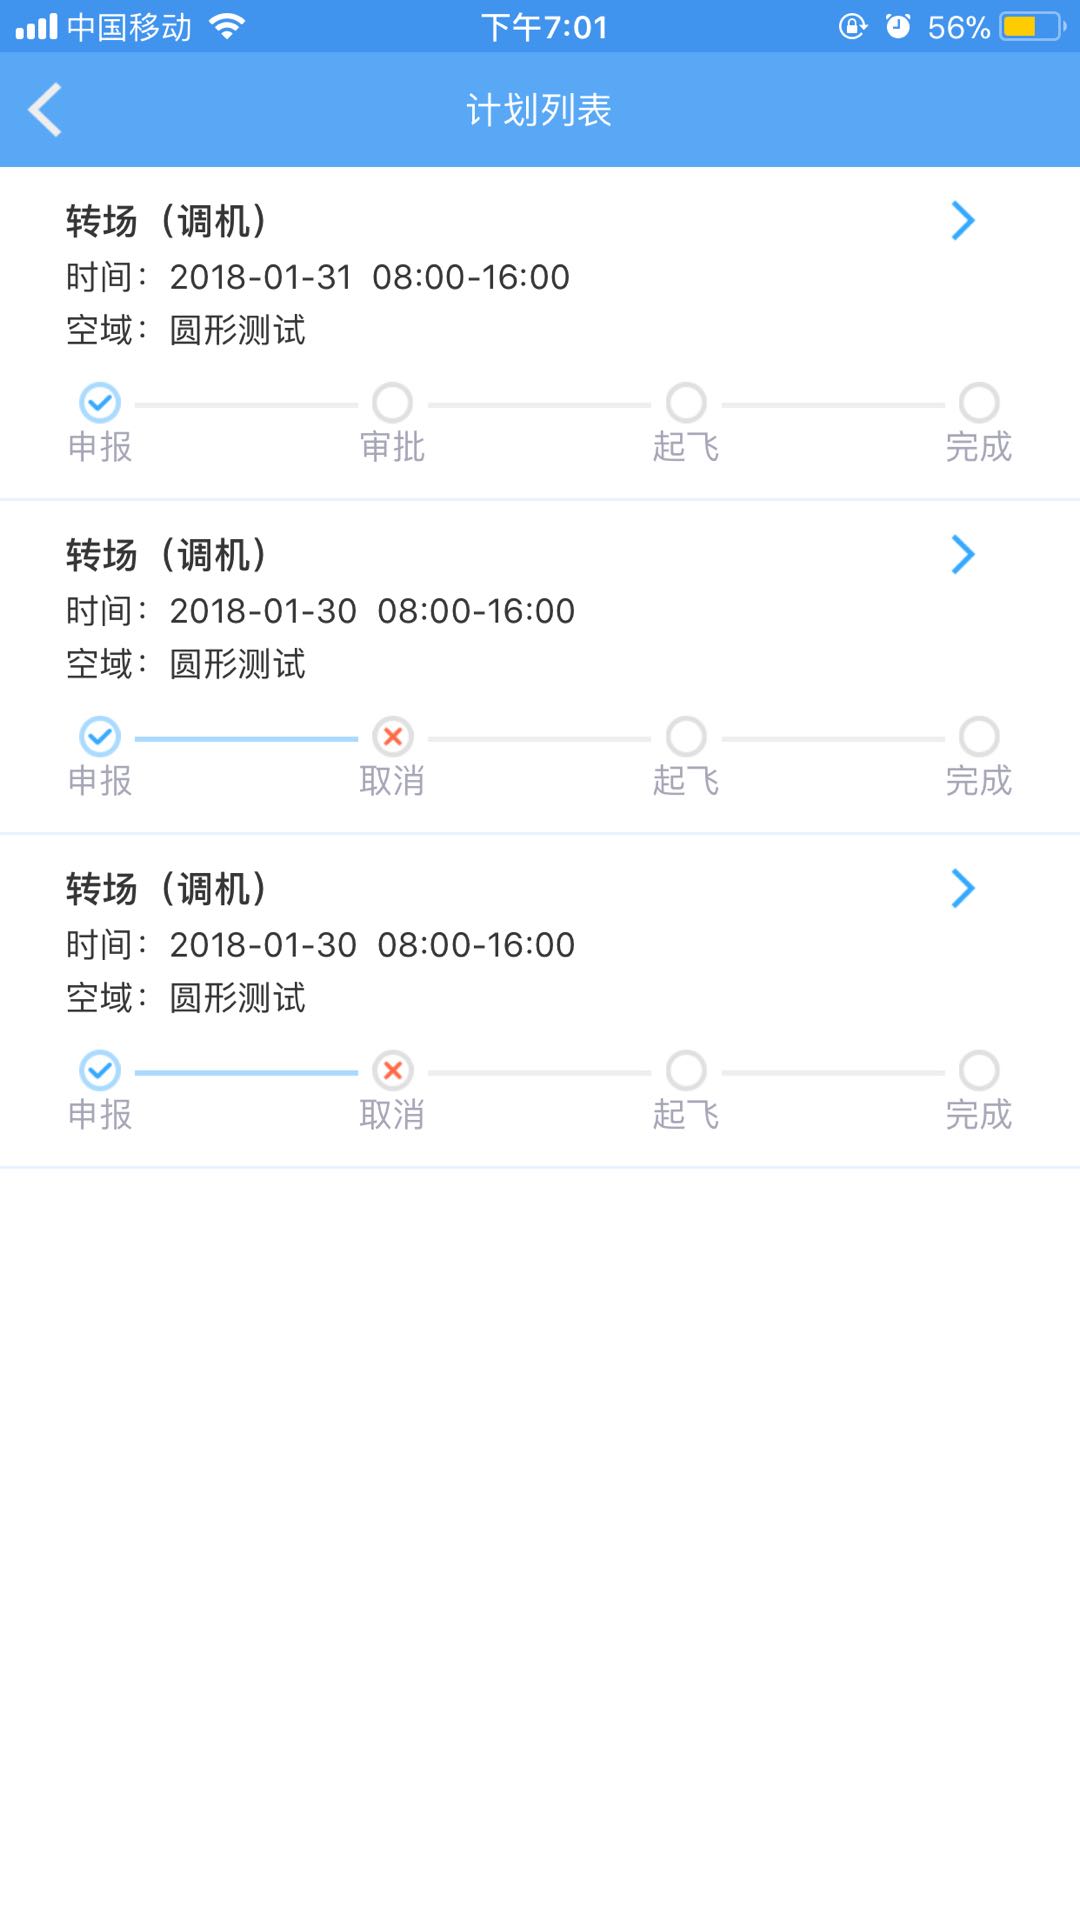 中国移动 下午7:01 56%
计划列表
转场（调机）
时间： 2018-01-31 08:00-16:00
空域： 圆形测试
申报 审批 起飞 完成
转场（调机）
时间： 2018-01-30 08:00-16:00
空域： 圆形测试
申报 取消 起飞 完成
转场（调机）
时间： 2018-01-30 08:00-16:00
空域： 圆形测试
申报 取消 起飞 完成